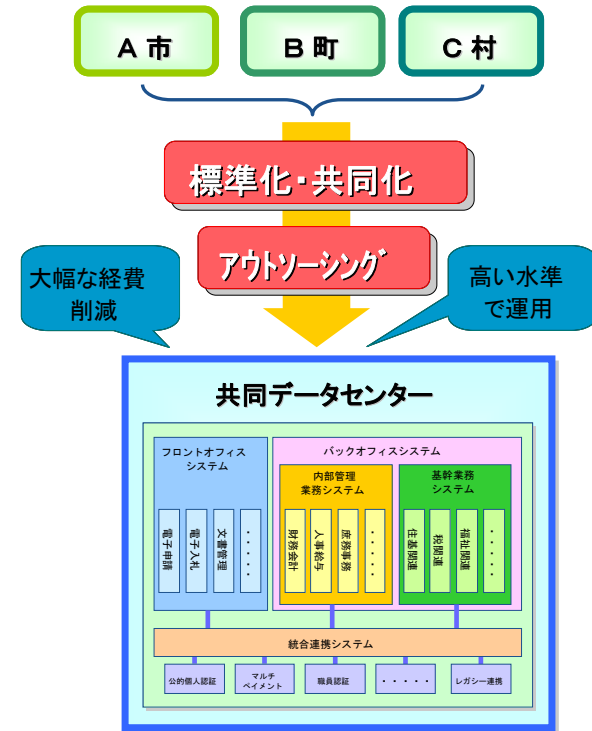 A 市
B 町
C 村
標準化・共同化
アウトソーシング
大幅な経費
削減
高い水準
で運用
共同データセンター
フロントオフィス
システム
バックオフィスシステム
内部管理
業務システム
基幹業務
システム
電子申請
電子入札
文書管理
・・・・・
財務会計
人事給与
庶務事務
・・・・・
住基関連
税関連
福祉関連
・・・・・
統合連携システム
公的個人認証
マルチ
ペイメント
職員認証
・・・・・
レガシー連携